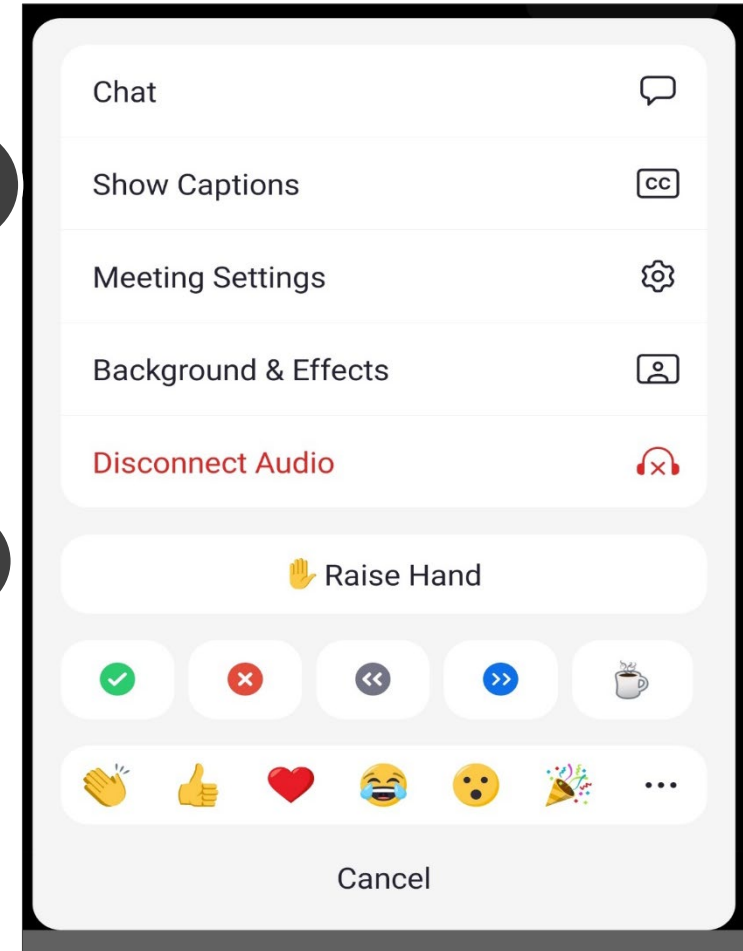 Chat
Show Captions
CC
Meeting Settings
Background & Effects
Disconnect Audio
Raise Hand
Cancel